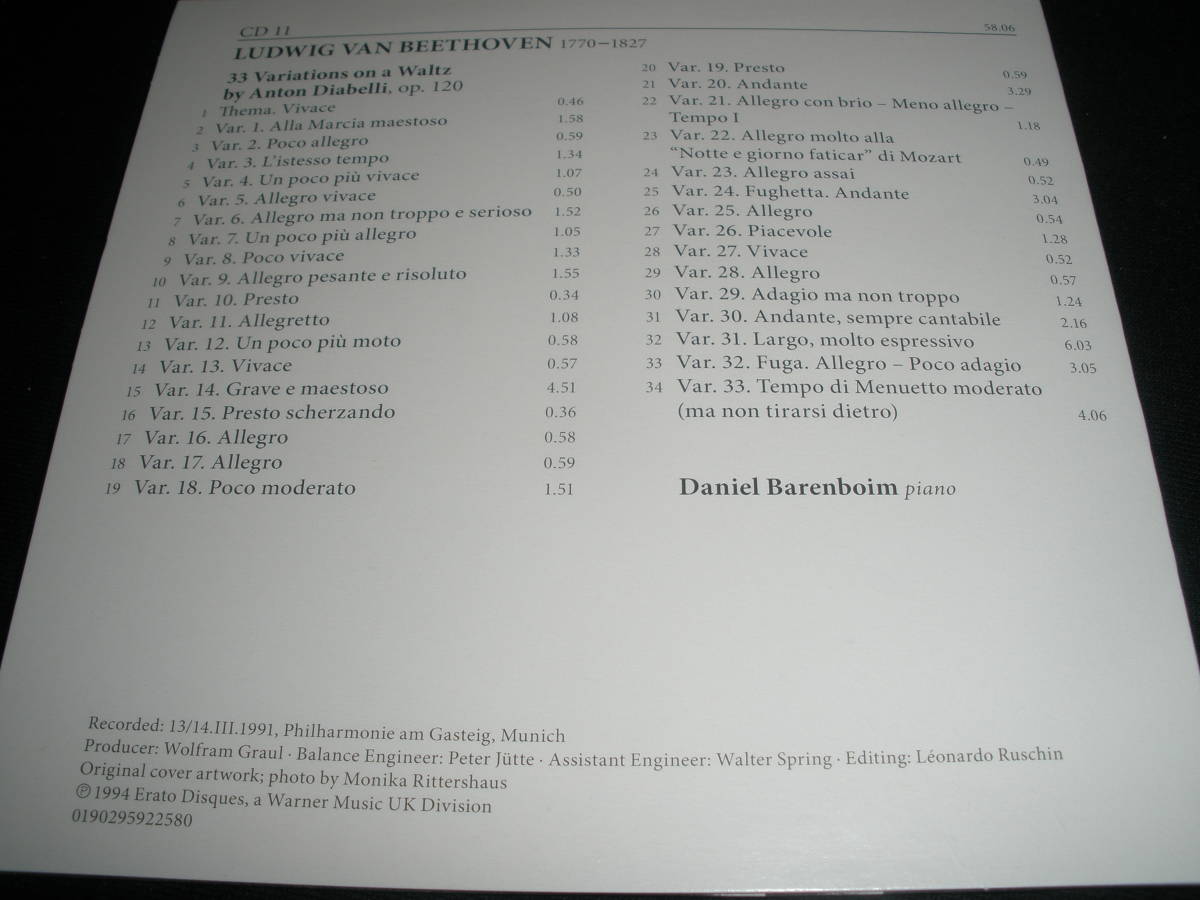 CD 11 58.06
LUDWIG VAN BEETHOVEN 1770–1827
33 Variations on a Waltz
by Anton Diabelli, op. 120
1 Thema. Vivace 0.46
2 Var. 1. Alla Marcia maestoso 1.58
3 Var. 2. Poco allegro 0.59
4 Var. 3. L'istesso tempo 1.34
5 Var. 4. Un poco più vivace 1.07
6 Var. 5. Allegro vivace 0.50
7 Var. 6. Allegro ma non troppo e serioso 1.52
8 Var. 7. Un poco più allegro 1.05
9 Var. 8. Poco vivace 1.33
10 Var. 9. Allegro pesante e risoluto 1.55
11 Var. 10. Presto 0.34
12 Var. 11. Allegretto 1.08
13 Var. 12. Un poco più moto 0.58
14 Var. 13. Vivace 0.57
15 Var. 14. Grave e maestoso 4.51
16 Var. 15. Presto scherzando 0.36
17 Var. 16. Allegro 0.58
18 Var. 17. Allegro 0.59
19 Var. 18. Poco moderato 1.51
20 Var. 19. Presto 0.59
21 Var. 20. Andante 3.29
22 Var. 21. Allegro con brio – Meno allegro –
Tempo I 1.18
23 Var. 22. Allegro molto alla
"Notte e giorno faticar" di Mozart 0.49
24 Var. 23. Allegro assai 0.52
25 Var. 24. Fughetta. Andante 3.04
26 Var. 25. Allegro 0.54
27 Var. 26. Piacevole 1.28
28 Var. 27. Vivace 0.52
29 Var. 28. Allegro 0.57
30 Var. 29. Adagio ma non troppo 1.24
31 Var. 30. Andante, sempre cantabile 2.16
32 Var. 31. Largo, molto espressivo 6.03
33 Var. 32. Fuga. Allegro – Poco adagio 3.05
34 Var. 33. Tempo di Menuetto moderato
(ma non tirarsi dietro) 4.06
Daniel Barenboim piano
Recorded: 13/14.III.1991, Philharmonie am Gasteig, Munich
Producer: Wolfram Graul · Balance Engineer: Peter Jütte · Assistant Engineer: Walter Spring · Editing: Léonardo Ruschin
Original cover artwork; photo by Monika Rittershaus
℗ 1994 Erato Disques, a Warner Music UK Division
0190295922580